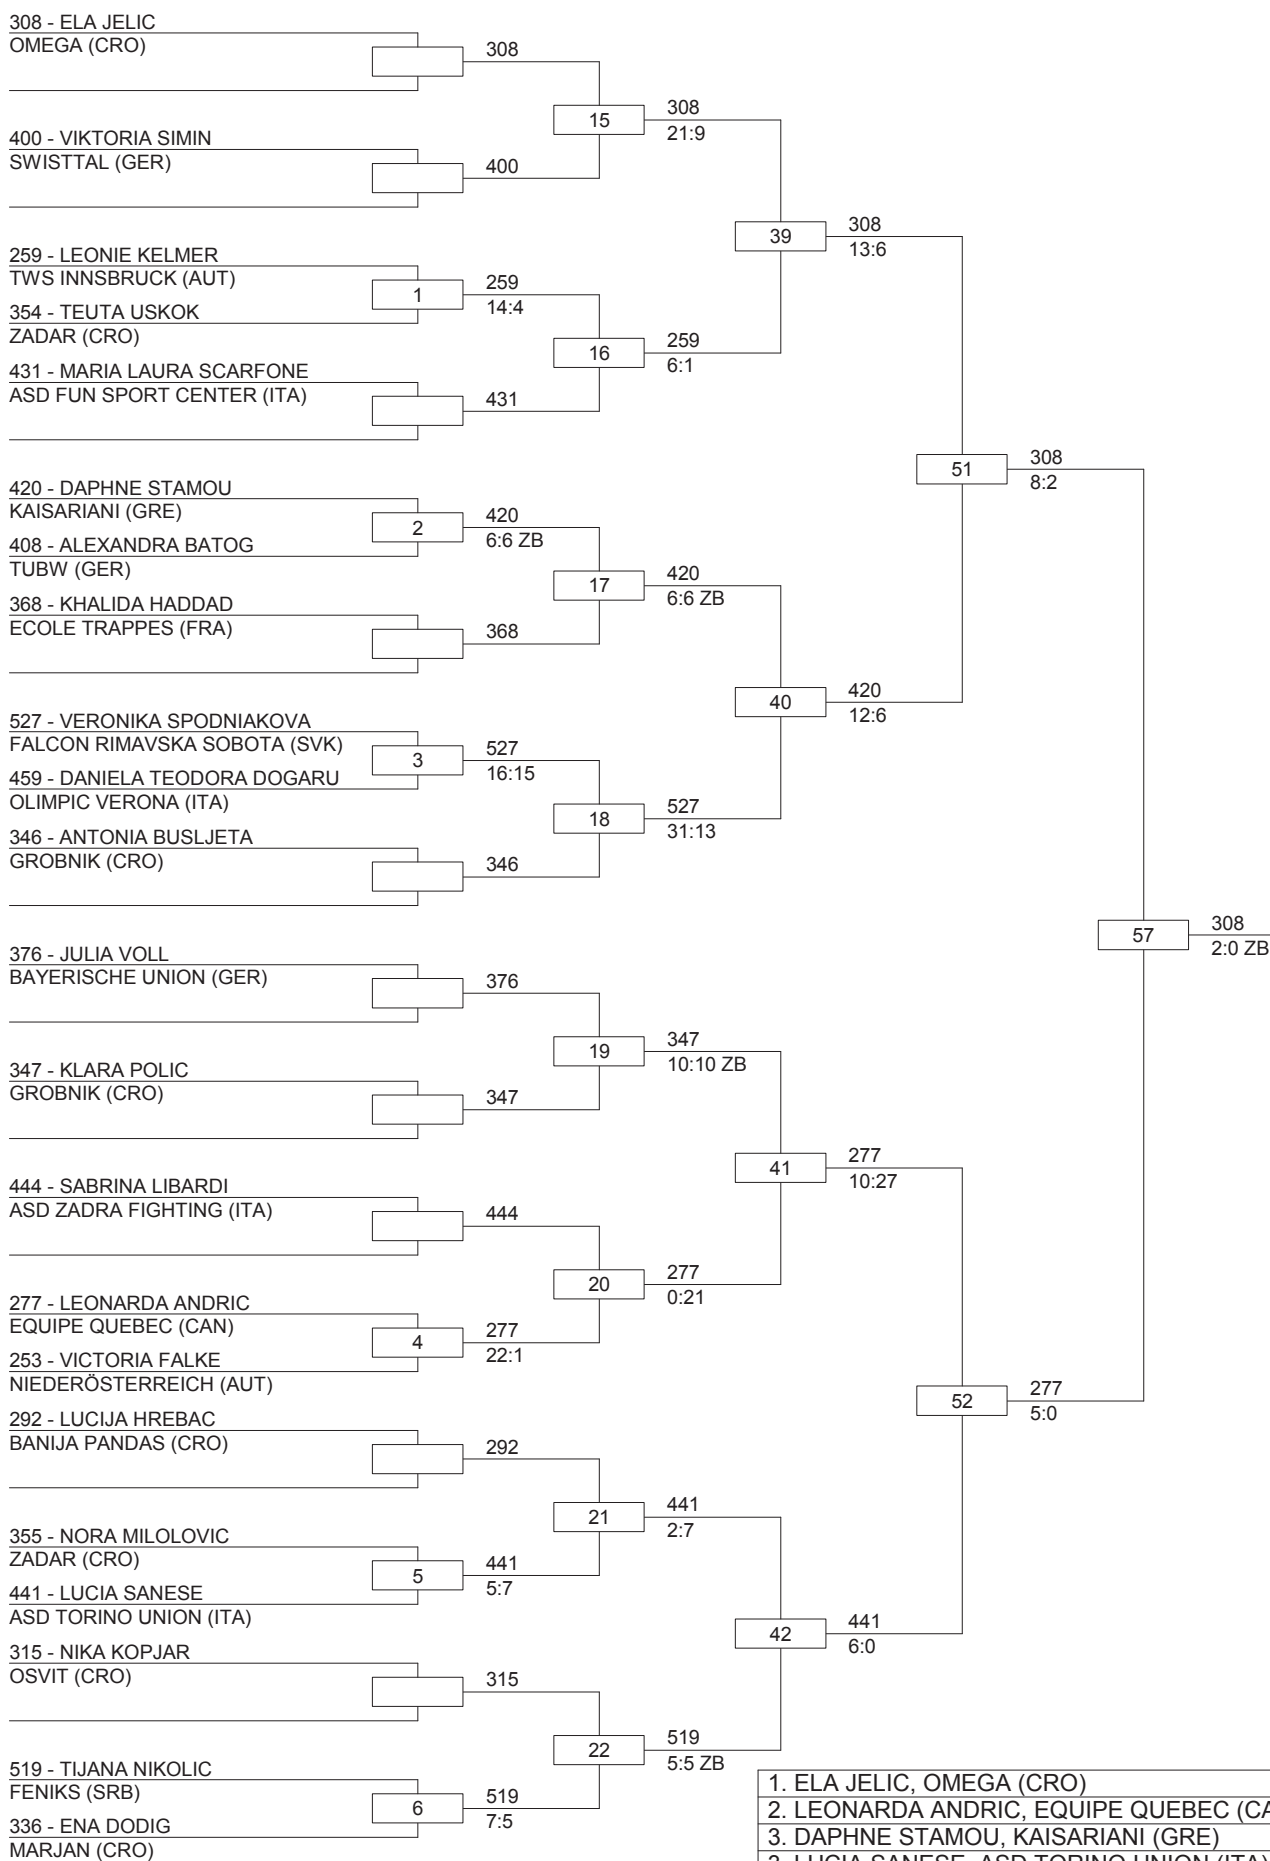 308 - ELA JELIC
OMEGA (CRO)
308
15
308
21:9
400 - VIKTORIA SIMIN
SWISTTAL (GER)
400
39
308
13:6
259 - LEONIE KELMER
TWS INNSBRUCK (AUT)
1
259
14:4
354 - TEUTA USKOK
ZADAR (CRO)
16
259
6:1
431 - MARIA LAURA SCARFONE
ASD FUN SPORT CENTER (ITA)
431
51
308
8:2
420 - DAPHNE STAMOU
KAISARIANI (GRE)
2
420
6:6 ZB
408 - ALEXANDRA BATOG
TUBW (GER)
17
420
6:6 ZB
368 - KHALIDA HADDAD
ECOLE TRAPPES (FRA)
368
40
420
12:6
527 - VERONIKA SPODNIAKOVA
FALCON RIMAVSKA SOBOTA (SVK)
3
527
16:15
459 - DANIELA TEODORA DOGARU
OLIMPIC VERONA (ITA)
18
527
31:13
346 - ANTONIA BUSLJETA
GROBNIK (CRO)
346
57
308
2:0 ZB
376 - JULIA VOLL
BAYERISCHE UNION (GER)
376
19
347
10:10 ZB
347 - KLARA POLIC
GROBNIK (CRO)
347
41
277
10:27
444 - SABRINA LIBARDI
ASD ZADRA FIGHTING (ITA)
444
20
277
0:21
277 - LEONARDA ANDRIC
EQUIPE QUEBEC (CAN)
4
277
22:1
253 - VICTORIA FALKE
NIEDERÖSTERREICH (AUT)
52
277
5:0
292 - LUCIJA HREBAC
BANIJA PANDAS (CRO)
292
21
441
2:7
355 - NORA MILOLOVIC
ZADAR (CRO)
5
441
5:7
441 - LUCIA SANESE
ASD TORINO UNION (ITA)
42
441
6:0
315 - NIKA KOPJAR
OSVIT (CRO)
315
22
519
5:5 ZB
519 - TIJANA NIKOLIC
FENIKS (SRB)
6
519
7:5
336 - ENA DODIG
MARJAN (CRO)
1. ELA JELIC, OMEGA (CRO)
2. LEONARDA ANDRIC, EQUIPE QUEBEC (CA
3. DAPHNE STAMOU, KAISARIANI (GRE)
3. LUCIA SANESE, ASD TORINO UNION (ITA)